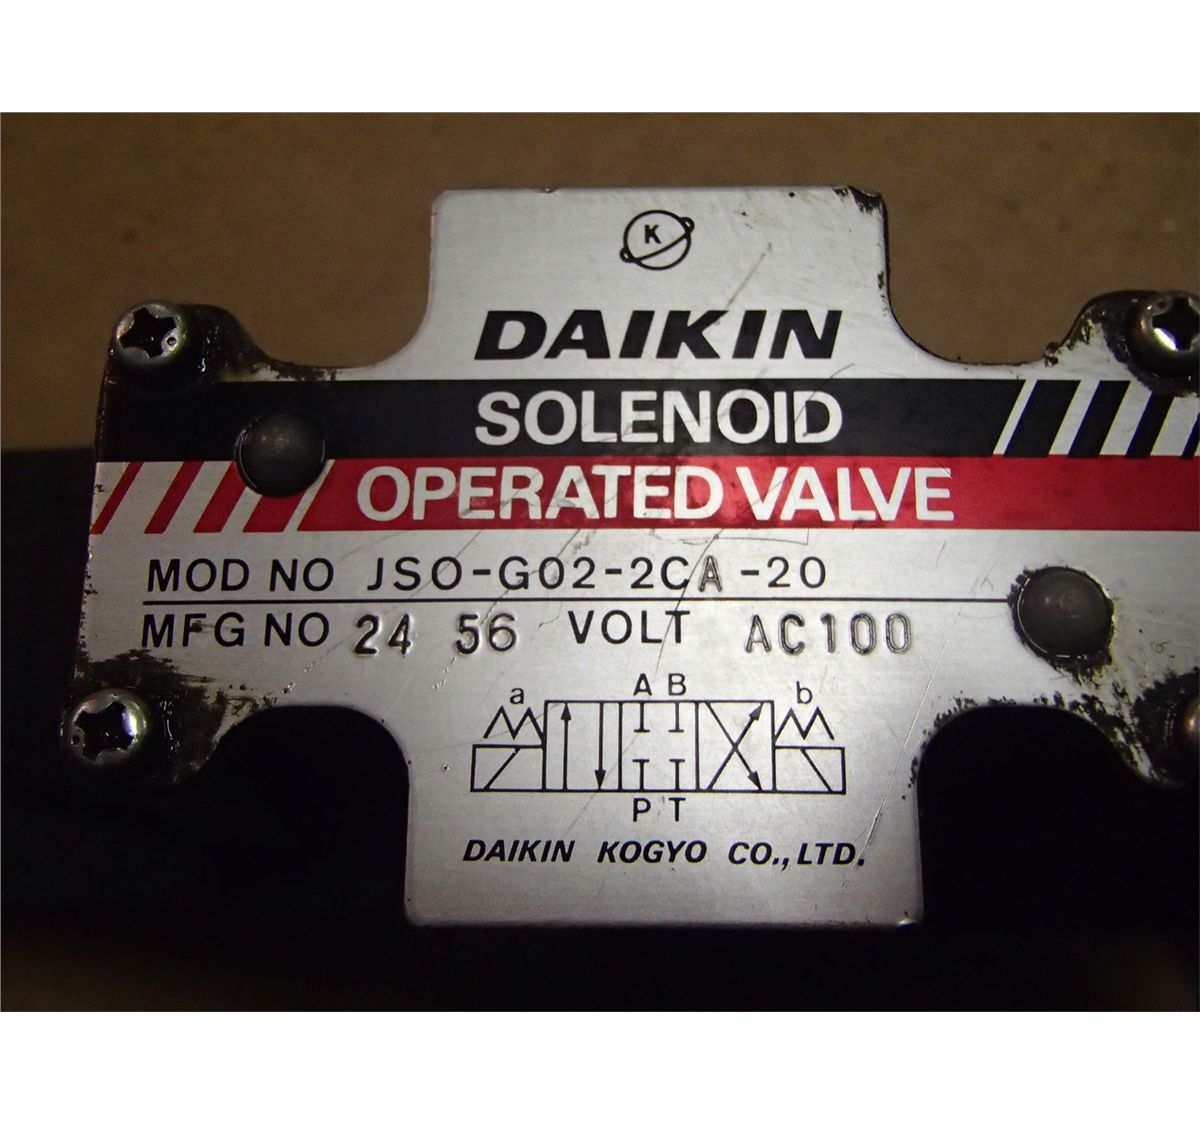 K
DAIKIN
SOLENOID
OPERATED VALVE
MOD NO JSO-G02-2CA-20
MFG NO 24 56 VOLT AC100
a A B b
P T
DAIKIN KOGYO CO., LTD.